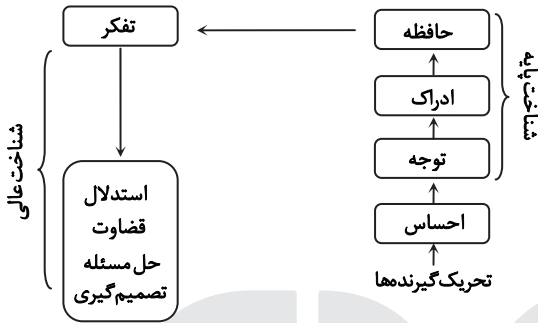 حافظه
تفکر
ادراک
توجه
احساس
تحریک‌گیرنده‌ها
شناخت‌پایه
شناخت‌عالی
استدلال
قضاوت
حل‌مسئله
تصمیم‌گیری